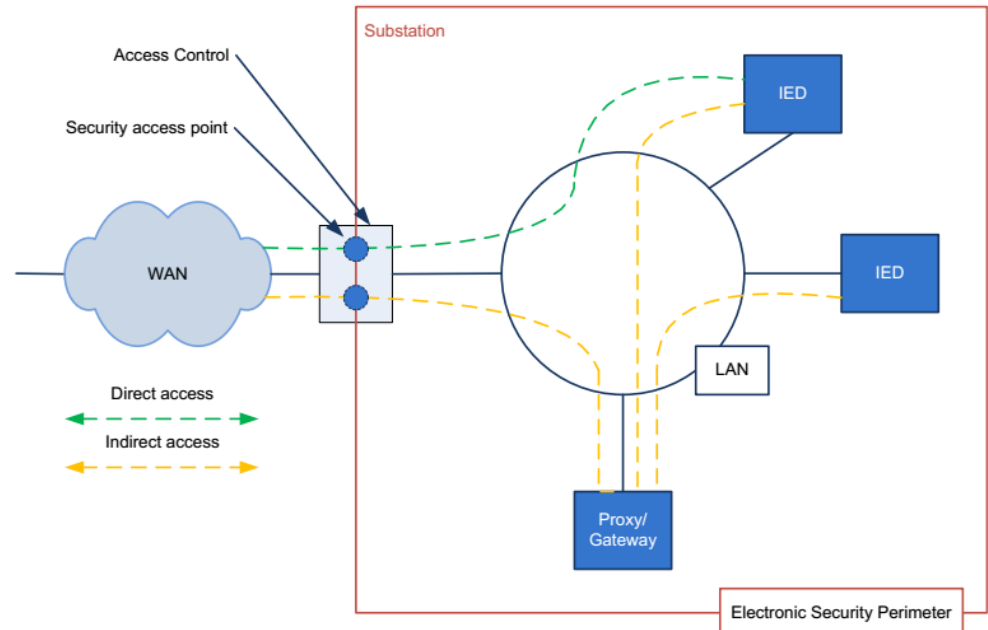 Substation
Access Control
Security access point
IED
WAN
IED
LAN
Direct access
Indirect access
Proxy/
Gateway
Electronic Security Perimeter